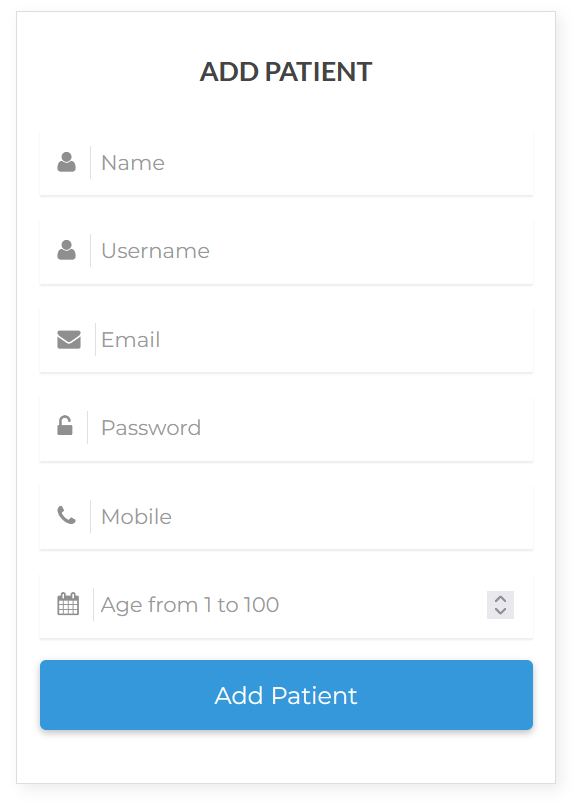 ADD PATIENT
Name
Username
Email
Password
Mobile
Age from 1 to 100
Add Patient